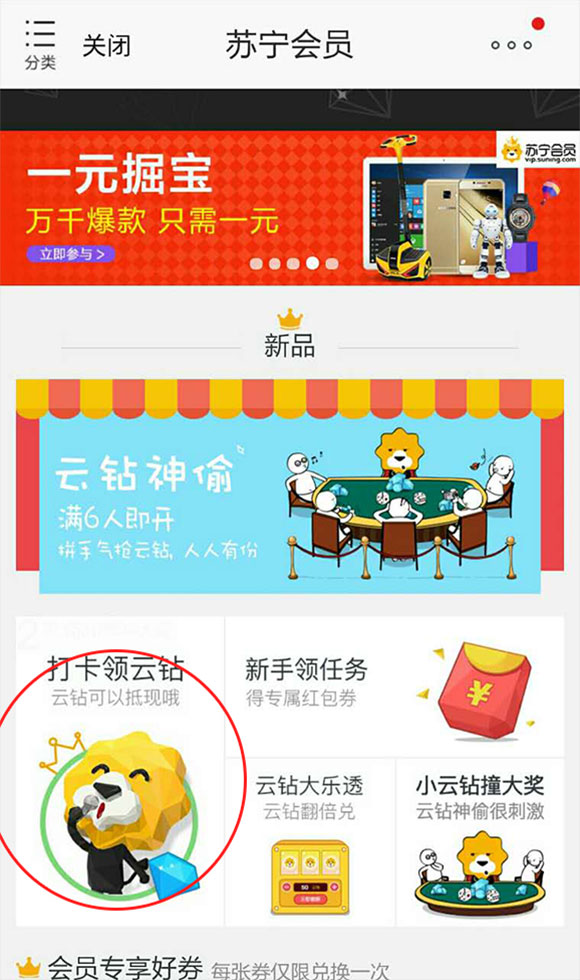 分类
关闭
苏宁会员
苏宁会员
vip.suning.com
一元掘宝
万千爆款 只需一元
立即参与 >
新品
云钻神偷
满6人即开
拼手气抢云钻, 人人有份
打卡领云钻
云钻可以抵现哦
新手领任务
得专属红包券
¥
云钻大乐透
云钻翻倍兑
50
小云钻撞大奖
云钻神偷很刺激
会员专享好券 每张券仅限兑换一次